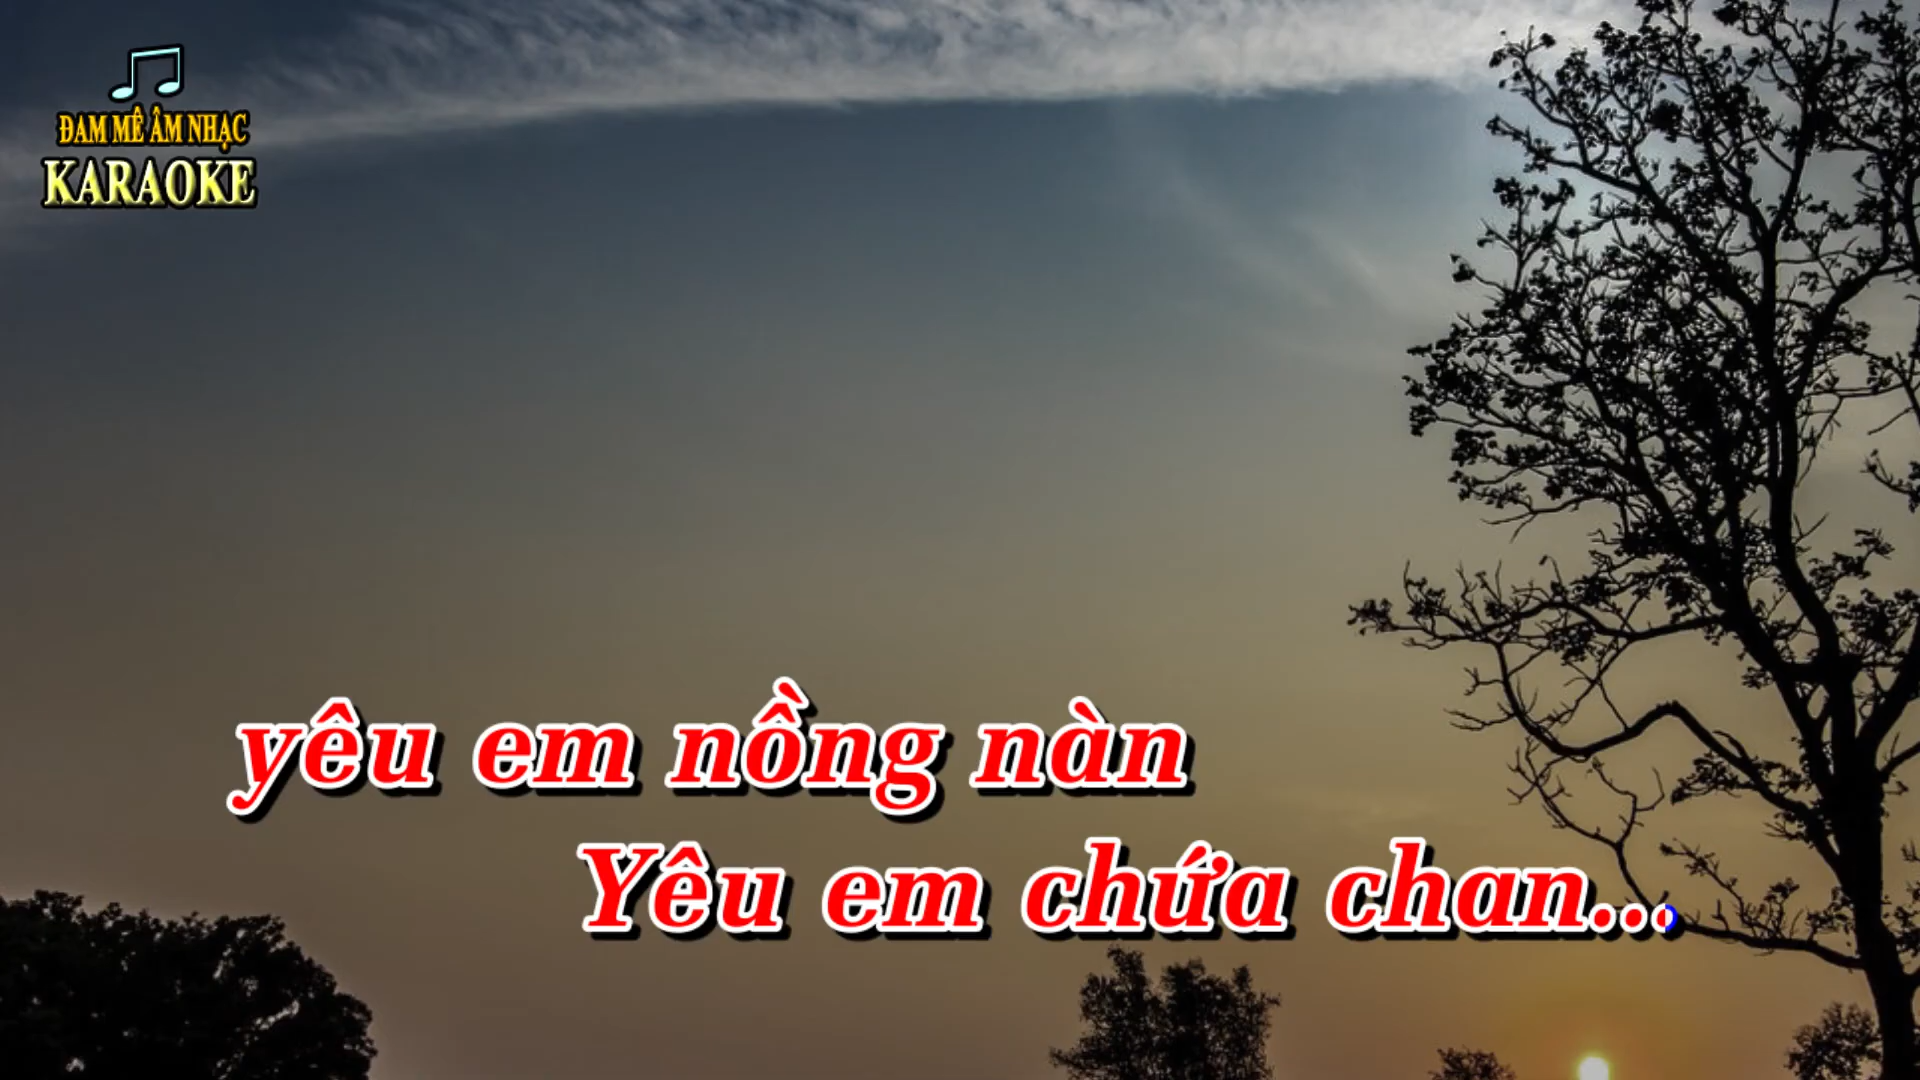 ĐAM MÊ ÂM NHẠC
KARAOKE
yêu em nồng nàn
Yêu em chứa chan...